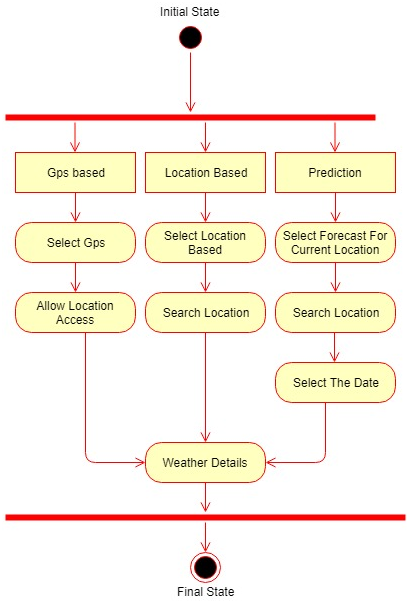 Initial State
Gps based
Location Based
Prediction
Select Gps
Select Location
Based
Select Forecast For
Current Location
Allow Location
Access
Search Location
Search Location
Select The Date
Weather Details
Final State